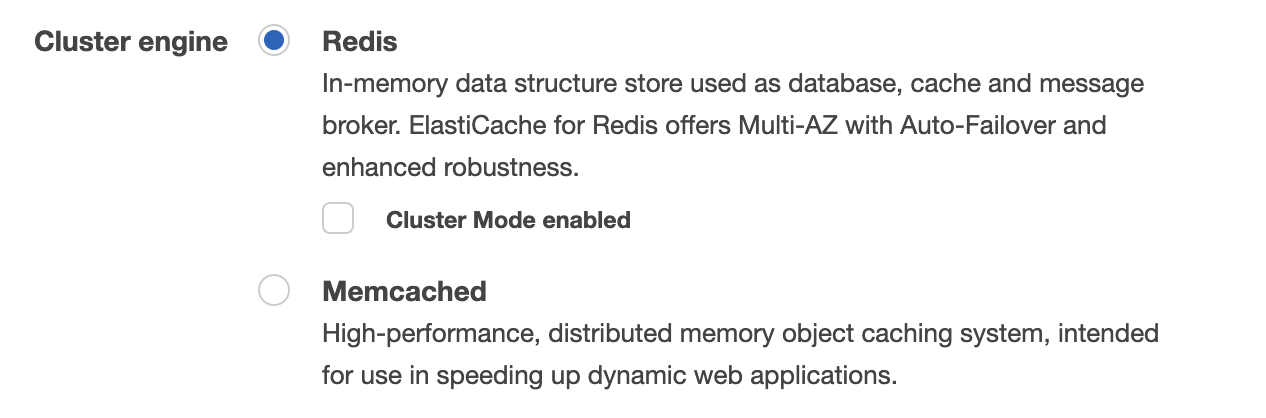 Cluster engine
Redis
In-memory data structure store used as database, cache and message
broker. ElastiCache for Redis offers Multi-AZ with Auto-Failover and
enhanced robustness.
Cluster Mode enabled
Memcached
High-performance, distributed memory object caching system, intended
for use in speeding up dynamic web applications.